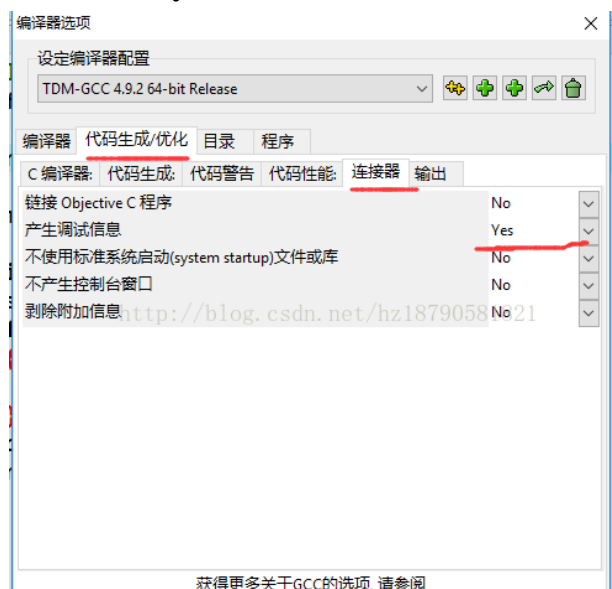 编译器选项
设定编译器配置
TDM-GCC 4.9.2 64-bit Release
编译器 代码生成/优化 目录 程序
C 编译器: 代码生成: 代码警告 代码性能: 连接器 输出
链接 Objective C 程序 No
产生调试信息 Yes
不使用标准系统启动(system startup)文件或库 No
不产生控制台窗口 No
剥除附加信息 No
http://blog.csdn.net/hz18790581821
获得更多关于GCC的选项, 请参阅